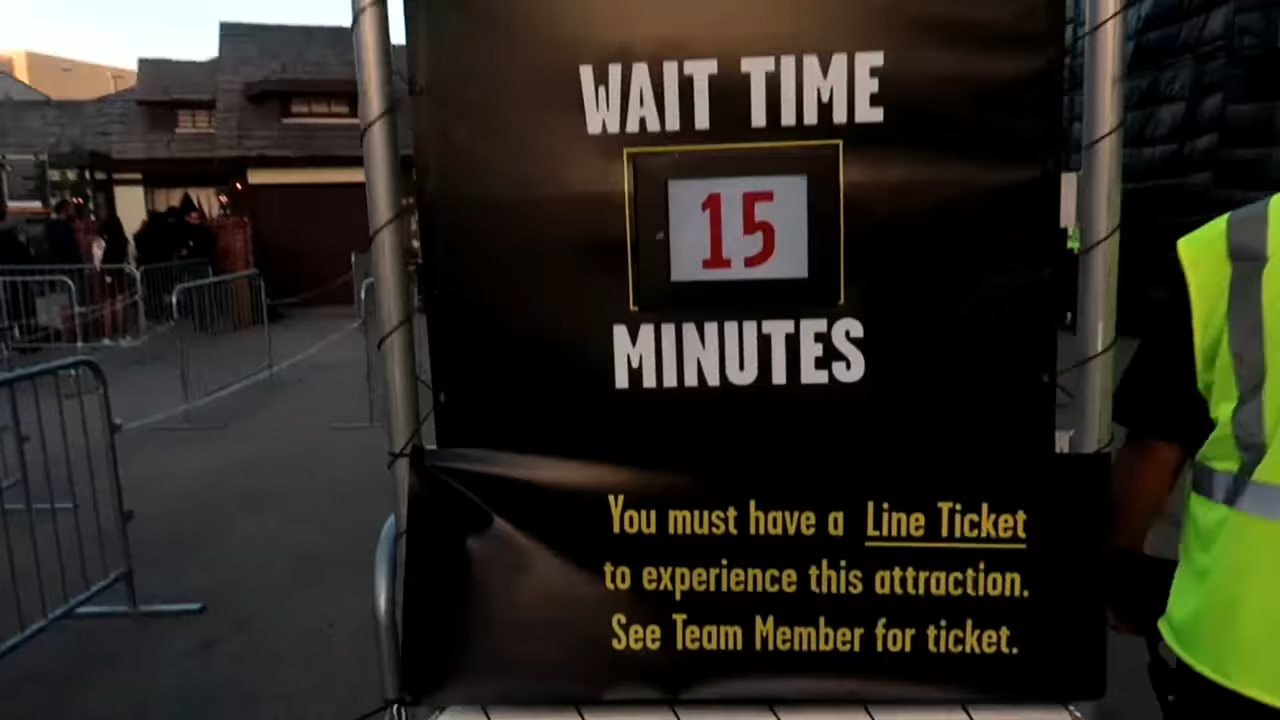 WAIT TIME
15
MINUTES
You must have a Line Ticket
to experience this attraction.
See Team Member for ticket.